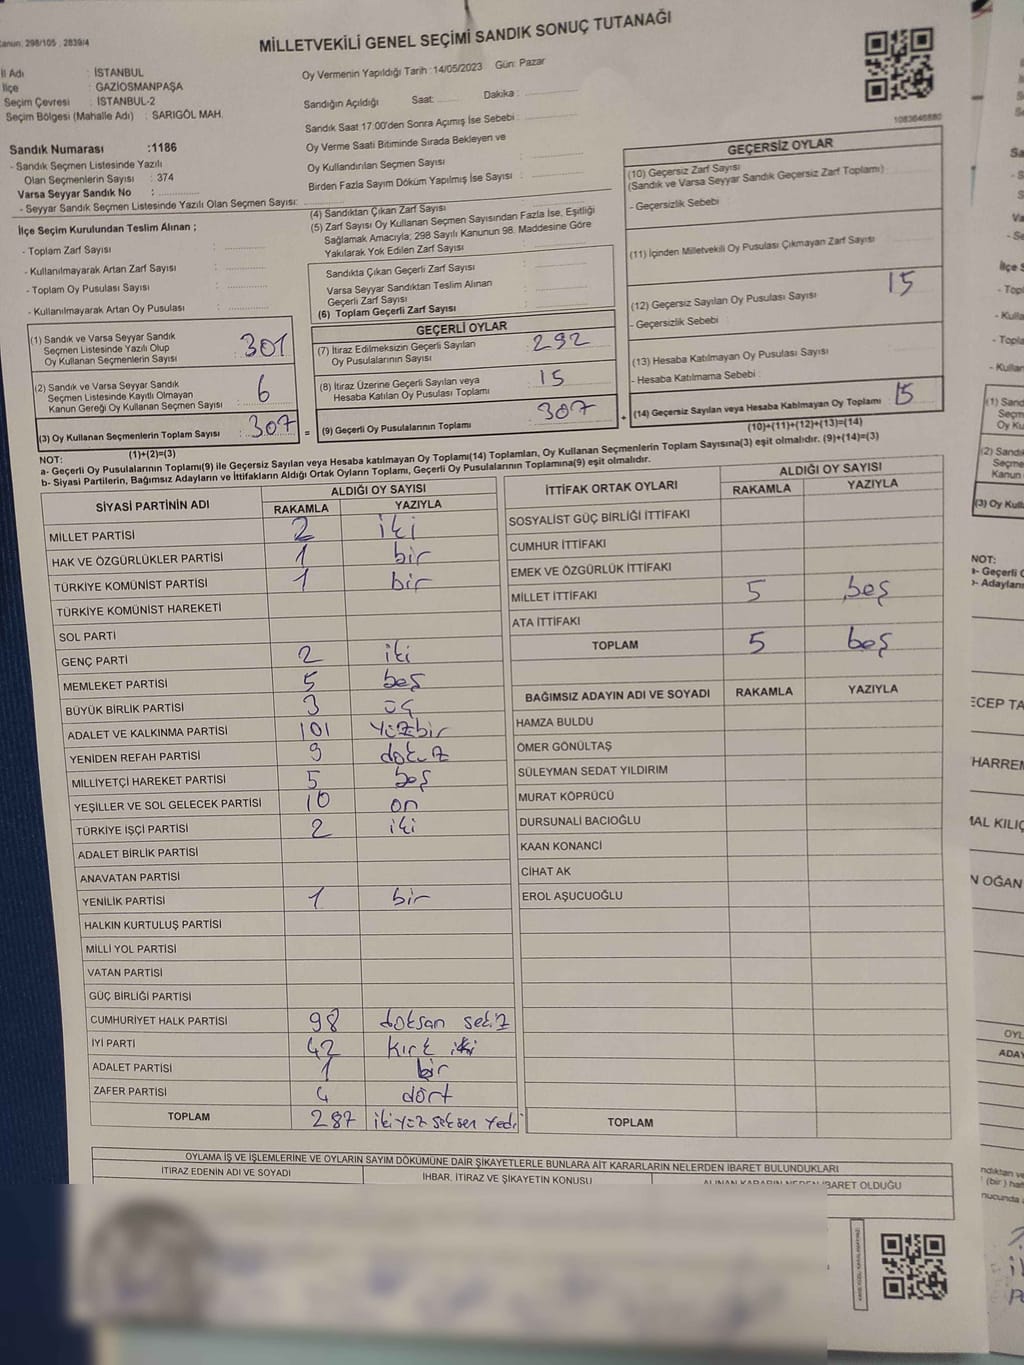 Kanun: 298/105 , 2839/4
MİLLETVEKİLİ GENEL SEÇİMİ SANDIK SONUÇ TUTANAĞI
İl Adı : İSTANBUL
İlçe : GAZİOSMANPAŞA
Seçim Çevresi : İSTANBUL-2
Seçim Bölgesi (Mahalle Adı) : SARIGÖL MAH.
Sandık Numarası :1186
- Sandık Seçmen Listesinde Yazılı
Olan Seçmenlerin Sayısı : 374
Varsa Seyyar Sandık No :
- Seyyar Sandık Seçmen Listesinde Yazılı Olan Seçmen Sayısı:
Oy Vermenin Yapıldığı Tarih :14/05/2023 Gün: Pazar
Sandığın Açıldığı Saat: Dakika :
Sandık Saat 17:00'den Sonra Açımış İse Sebebi :
Oy Verme Saati Bitiminde Sırada Bekleyen ve
Oy Kullandırılan Seçmen Sayısı :
Birden Fazla Sayım Döküm Yapılmış İse Sayısı :
1083646880
İlçe Seçim Kurulundan Teslim Alınan ;
- Toplam Zarf Sayısı :
- Kullanılmayarak Artan Zarf Sayısı :
- Toplam Oy Pusulası Sayısı :
- Kullanılmayarak Artan Oy Pusulası :
(4) Sandıktan Çıkan Zarf Sayısı :
(5) Zarf Sayısı Oy Kullanan Seçmen Sayısından Fazla İse, Eşitliği
Sağlamak Amacıyla; 298 Sayılı Kanunun 98. Maddesine Göre
Yakılarak Yok Edilen Zarf Sayısı :
Sandıkta Çıkan Geçerli Zarf Sayısı :
Varsa Seyyar Sandıktan Teslim Alınan
Geçerli Zarf Sayısı :
(6) Toplam Geçerli Zarf Sayısı :
GEÇERSİZ OYLAR
(10) Geçersiz Zarf Sayısı
(Sandık ve Varsa Seyyar Sandık Geçersiz Zarf Toplamı) :
- Geçersizlik Sebebi :
(11) İçinden Milletvekili Oy Pusulası Çıkmayan Zarf Sayısı :
(12) Geçersiz Sayılan Oy Pusulası Sayısı : 15
- Geçersizlik Sebebi :
(13) Hesaba Katılmayan Oy Pusulası Sayısı :
- Hesaba Katılmama Sebebi :
(14) Geçersiz Sayılan veya Hesaba Katılmayan Oy Toplamı : 15
(10)+(11)+(12)+(13)=(14)
(1) Sandık ve Varsa Seyyar Sandık
Seçmen Listesinde Yazılı Olup
Oy Kullanan Seçmenlerin Sayısı : 301
(2) Sandık ve Varsa Seyyar Sandık
Seçmen Listesinde Kayıtlı Olmayan
Kanun Gereği Oy Kullanan Seçmen Sayısı : 6
(3) Oy Kullanan Seçmenlerin Toplam Sayısı : 307
(1)+(2)=(3)
GEÇERLİ OYLAR
(7) İtiraz Edilmeksizin Geçerli Sayılan
Oy Pusulalarının Sayısı : 292
(8) İtiraz Üzerine Geçerli Sayılan veya
Hesaba Katılan Oy Pusulası Toplamı : 15
= (9) Geçerli Oy Pusulalarının Toplamı : 307 +
NOT:
a- Geçerli Oy Pusulalarının Toplamı(9) ile Geçersiz Sayılan veya Hesaba katılmayan Oy Toplamı(14) Toplamları, Oy Kullanan Seçmenlerin Toplam Sayısına(3) eşit olmalıdır. (9)+(14)=(3)
b- Siyasi Partilerin, Bağımsız Adayların ve İttifakların Aldığı Ortak Oyların Toplamı, Geçerli Oy Pusulalarının Toplamına(9) eşit olmalıdır.
SİYASİ PARTİNİN ADI ALDIĞI OY SAYISI
RAKAMLA YAZIYLA
MİLLET PARTİSİ 2 iki
HAK VE ÖZGÜRLÜKLER PARTİSİ 1 bir
TÜRKİYE KOMÜNİST PARTİSİ 1 bir
TÜRKİYE KOMÜNİST HAREKETİ
SOL PARTİ
GENÇ PARTİ 2 iki
MEMLEKET PARTİSİ 5 beş
BÜYÜK BİRLİK PARTİSİ 3 üç
ADALET VE KALKINMA PARTİSİ 101 yüzbir
YENİDEN REFAH PARTİSİ 9 dokuz
MİLLİYETÇİ HAREKET PARTİSİ 5 beş
YEŞİLLER VE SOL GELECEK PARTİSİ 10 on
TÜRKİYE İŞÇİ PARTİSİ 2 iki
ADALET BİRLİK PARTİSİ
ANAVATAN PARTİSİ
YENİLİK PARTİSİ 1 bir
HALKIN KURTULUŞ PARTİSİ
MİLLİ YOL PARTİSİ
VATAN PARTİSİ
GÜÇ BİRLİĞİ PARTİSİ
CUMHURİYET HALK PARTİSİ 98 doksan sekiz
İYİ PARTİ 42 kırk iki
ADALET PARTİSİ 1 bir
ZAFER PARTİSİ 4 dört
TOPLAM 287 ikiyüz seksen yedi
İTTİFAK ORTAK OYLARI ALDIĞI OY SAYISI
RAKAMLA YAZIYLA
SOSYALİST GÜÇ BİRLİĞİ İTTİFAKI
CUMHUR İTTİFAKI
EMEK VE ÖZGÜRLÜK İTTİFAKI
MİLLET İTTİFAKI 5 beş
ATA İTTİFAKI
TOPLAM 5 beş
BAĞIMSIZ ADAYIN ADI VE SOYADI RAKAMLA YAZIYLA
HAMZA BULDU
ÖMER GÖNÜLTAŞ
SÜLEYMAN SEDAT YILDIRIM
MURAT KÖPRÜCÜ
DURSUNALİ BACIOĞLU
KAAN KONANCİ
CİHAT AK
EROL AŞUCUOĞLU
TOPLAM
OYLAMA İŞ VE İŞLEMLERİNE VE OYLARIN SAYIM DÖKÜMÜNE DAİR ŞİKAYETLERLE BUNLARA AİT KARARLARIN NELERDEN İBARET BULUNDUKLARI
İTİRAZ EDENİN ADI VE SOYADI İHBAR, İTİRAZ VE ŞİKAYETİN KONUSU ALINAN KARARIN NEDEN İBARET OLDUĞU